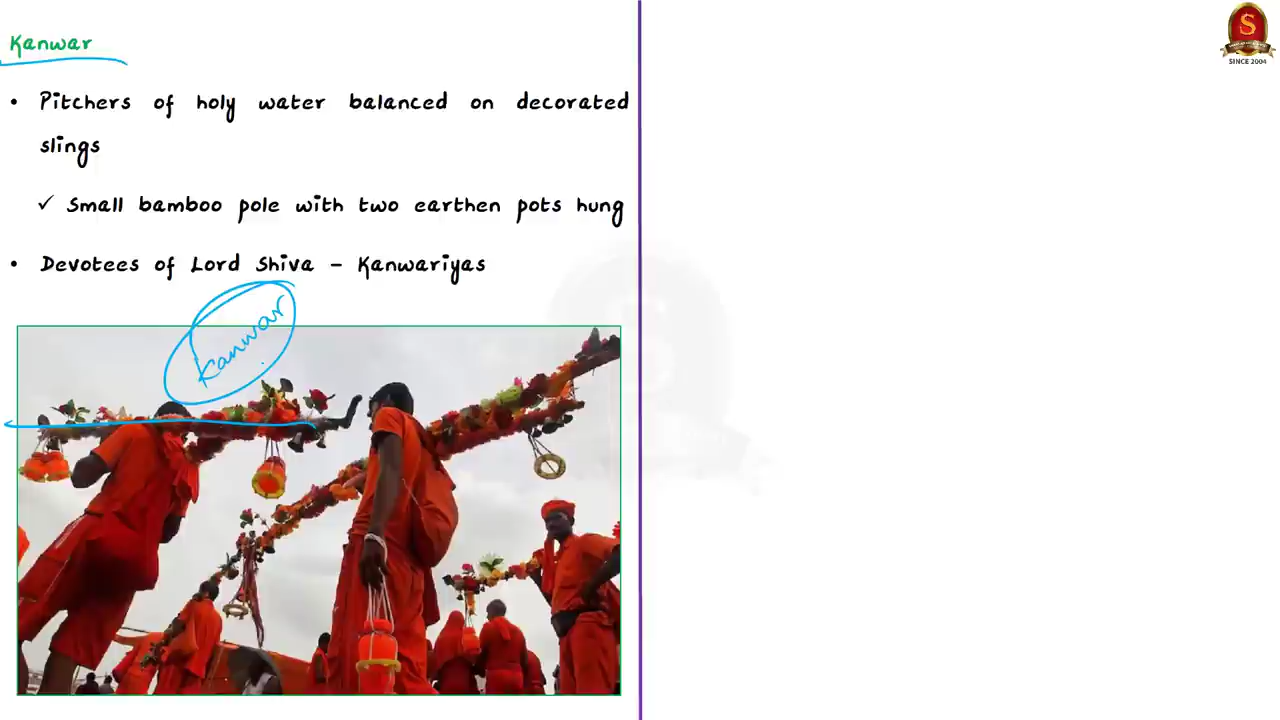 Kanwar
• Pitchers of holy water balanced on decorated
slings
✓ Small bamboo pole with two earthen pots hung
• Devotees of Lord Shiva – Kanwariyas
Kanwar
S
SINCE 2004